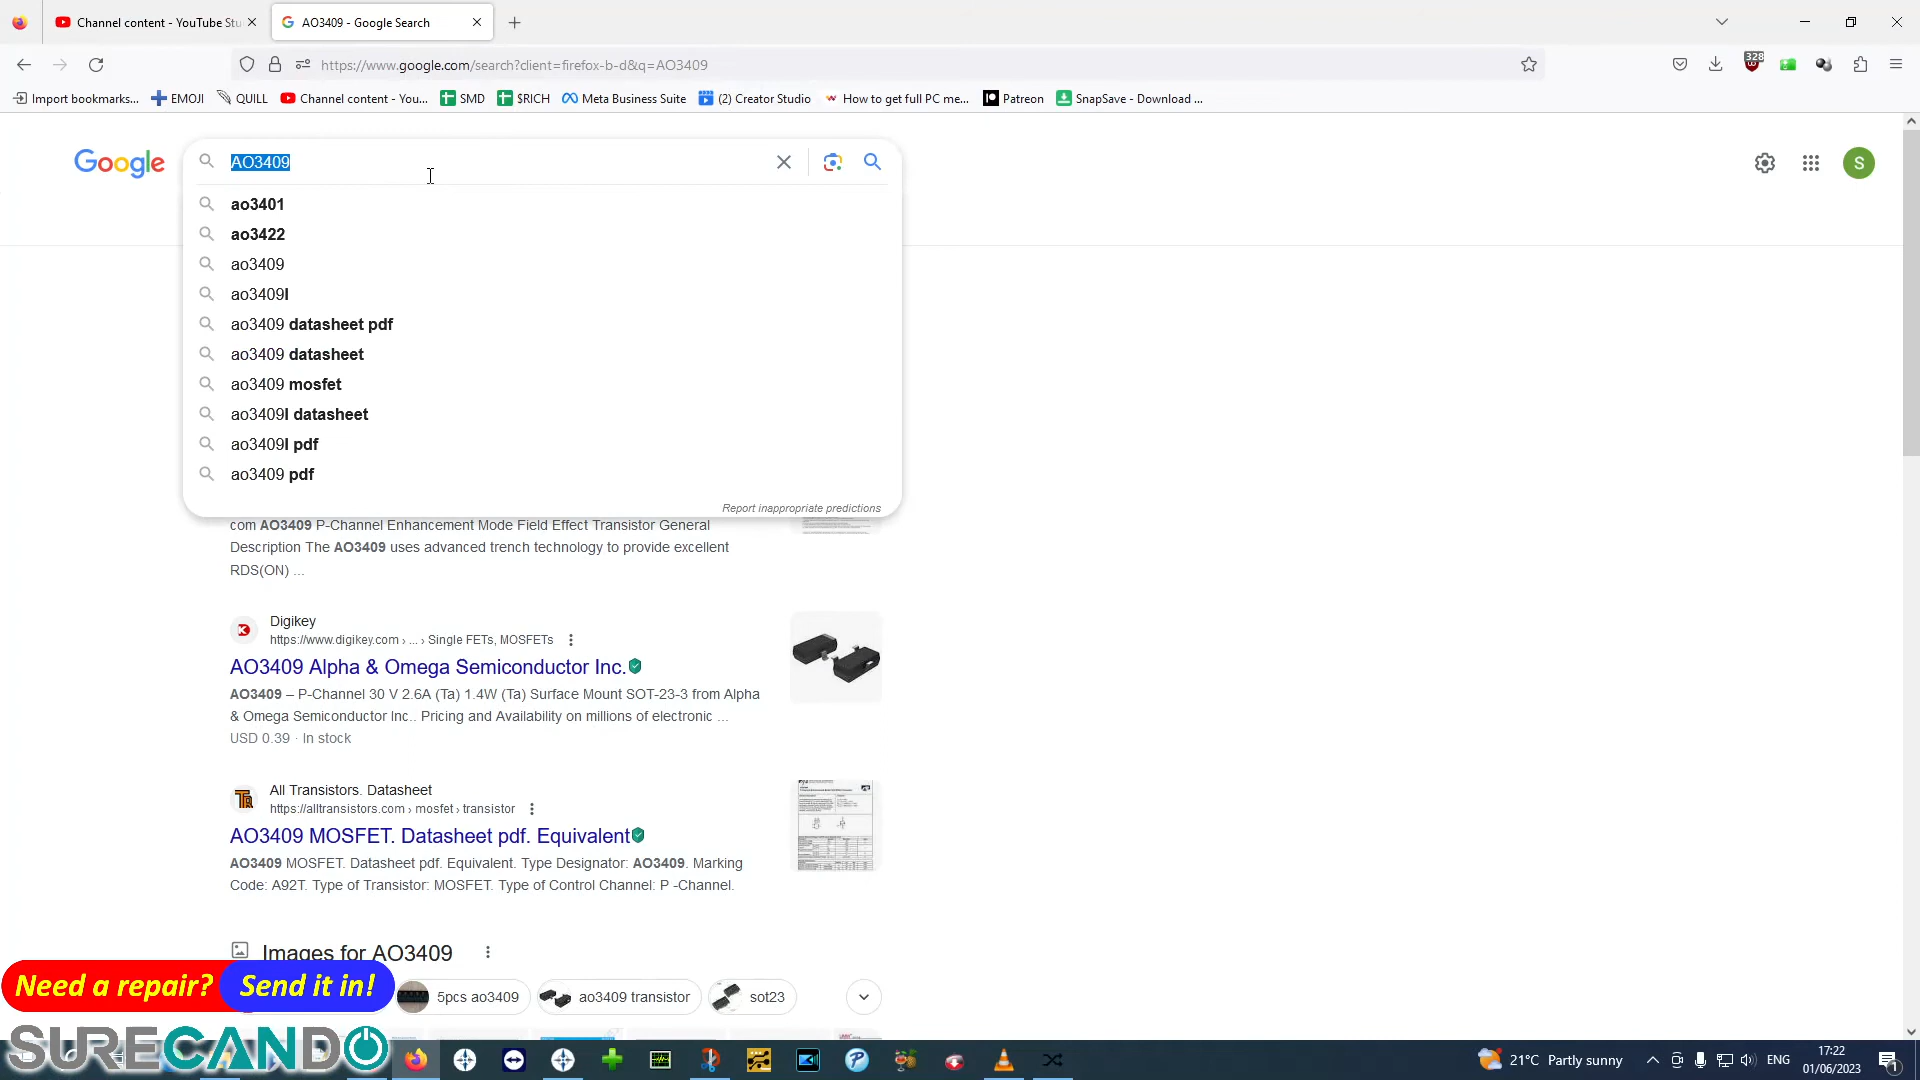 Channel content - YouTube Stu
AO3409 - Google Search
https://www.google.com/search?client=firefox-b-d&q=AO3409
328
Import bookmarks...
EMOJI
QUILL
Channel content - You...
SMD
$RICH
Meta Business Suite
(2) Creator Studio
How to get full PC me...
Patreon
SnapSave - Download ...
Google
AO3409
S
ao3401
ao3422
ao3409
ao3409l
ao3409 datasheet pdf
ao3409 datasheet
ao3409 mosfet
ao3409l datasheet
ao3409l pdf
ao3409 pdf
Report inappropriate predictions
com AO3409 P-Channel Enhancement Mode Field Effect Transistor General
Description The AO3409 uses advanced trench technology to provide excellent
RDS(ON) ...
Digikey
https://www.digikey.com › ... › Single FETs, MOSFETs
AO3409 Alpha & Omega Semiconductor Inc.
AO3409 – P-Channel 30 V 2.6A (Ta) 1.4W (Ta) Surface Mount SOT-23-3 from Alpha
& Omega Semiconductor Inc.. Pricing and Availability on millions of electronic ...
USD 0.39 · In stock
All Transistors. Datasheet
https://alltransistors.com › mosfet › transistor
AO3409 MOSFET. Datasheet pdf. Equivalent
AO3409 MOSFET. Datasheet pdf. Equivalent. Type Designator: AO3409. Marking
Code: A92T. Type of Transistor: MOSFET. Type of Control Channel: P -Channel.
Images for AO3409
5pcs ao3409
ao3409 transistor
sot23
Need a repair? Send it in!
SURECANDO
21°C Partly sunny
ENG
17:22
01/06/2023
1